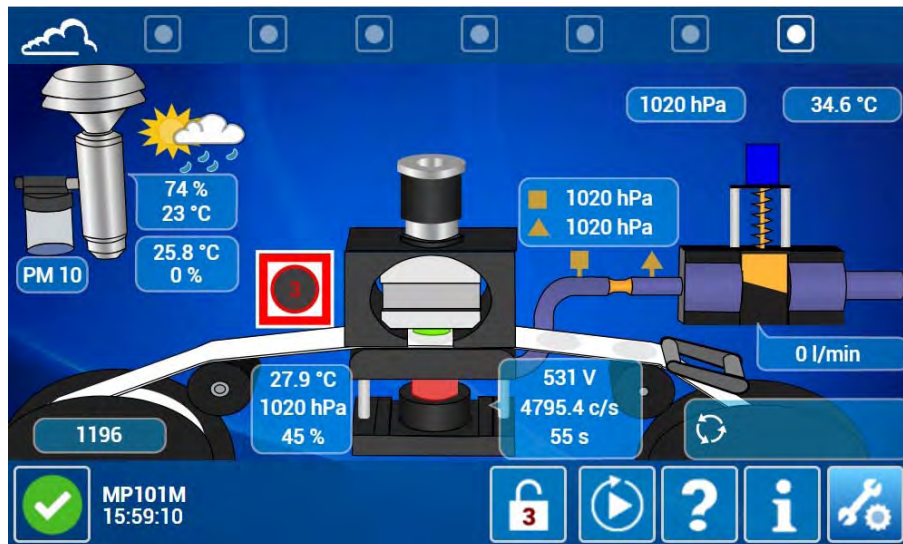 1020 hPa 34.6 °C
74 %
23 °C
1020 hPa
1020 hPa
25.8 °C
0 %
PM 10
3
0 l/min
27.9 °C
1020 hPa
45 %
531 V
4795.4 c/s
55 s
1196
MP101M
15:59:10
3
?
i